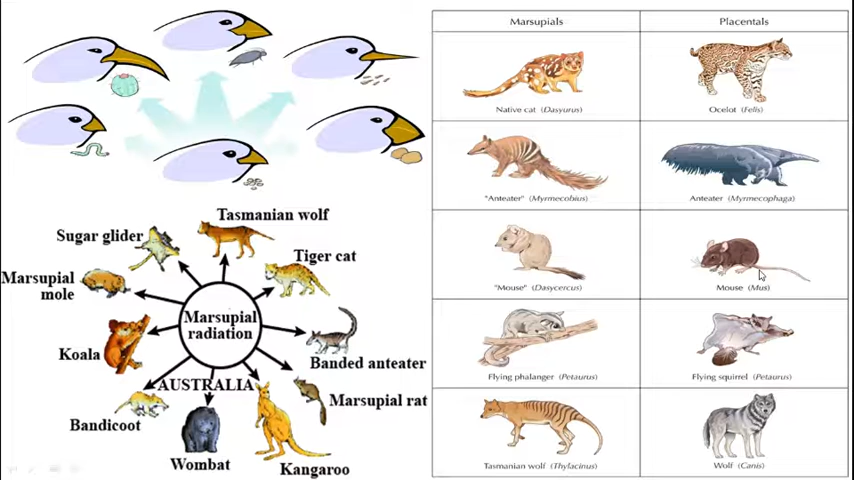 Tasmanian wolf
Sugar glider
Tiger cat
Marsupial
mole
Marsupial
radiation
Koala
Banded anteater
AUSTRALIA
Marsupial rat
Bandicoot
Wombat
Kangaroo
Marsupials
Placentals
Native cat (Dasyurus)
Ocelot (Felis)
"Anteater" (Myrmecobius)
Anteater (Myrmecophaga)
"Mouse" (Dasycercus)
Mouse (Mus)
Flying phalanger (Petaurus)
Flying squirrel (Petaurus)
Tasmanian wolf (Thylacinus)
Wolf (Canis)